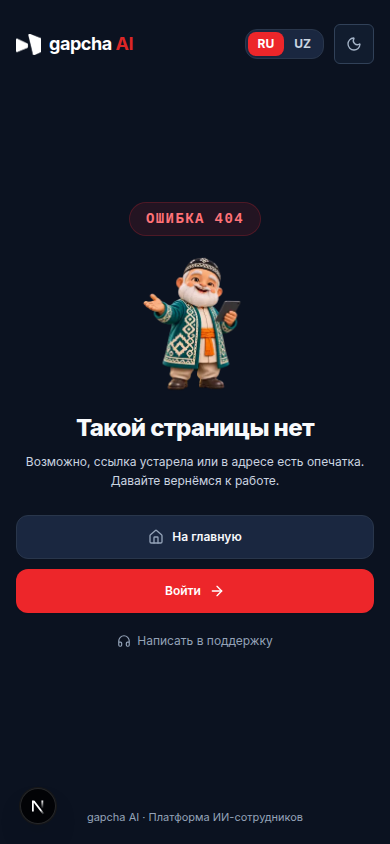 gapcha AI
RU UZ
ОШИБКА 404
Такой страницы нет
Возможно, ссылка устарела или в адресе есть опечатка.
Давайте вернёмся к работе.
На главную
Войти
Написать в поддержку
N
gapcha AI · Платформа ИИ-сотрудников